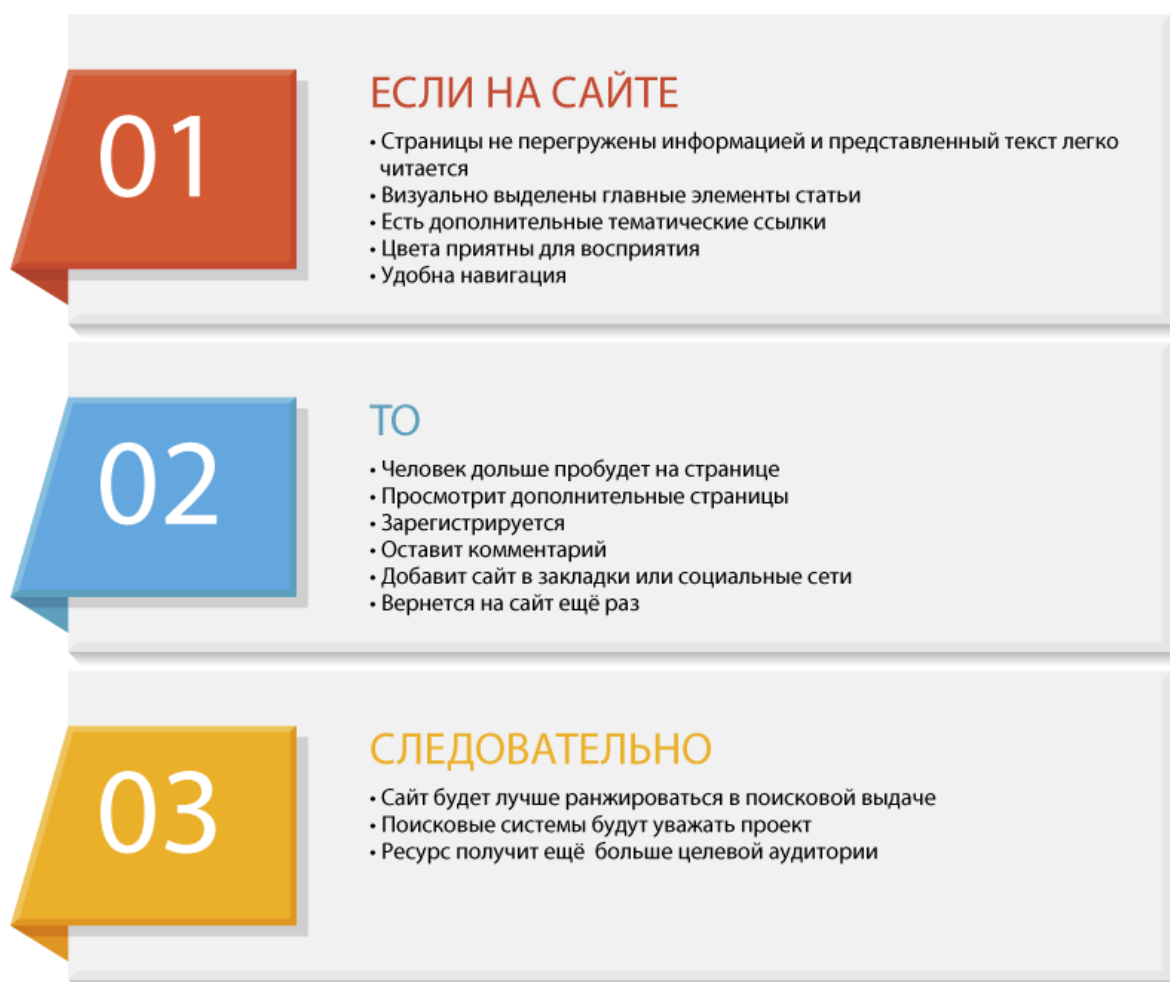 01
ЕСЛИ НА САЙТЕ
• Страницы не перегружены информацией и представленный текст легко
читается
• Визуально выделены главные элементы статьи
• Есть дополнительные тематические ссылки
• Цвета приятны для восприятия
• Удобна навигация
02
ТО
• Человек дольше пробудет на странице
• Просмотрит дополнительные страницы
• Зарегистрируется
• Оставит комментарий
• Добавит сайт в закладки или социальные сети
• Вернется на сайт ещё раз
03
СЛЕДОВАТЕЛЬНО
• Сайт будет лучше ранжироваться в поисковой выдаче
• Поисковые системы будут уважать проект
• Ресурс получит ещё  больше целевой аудитории